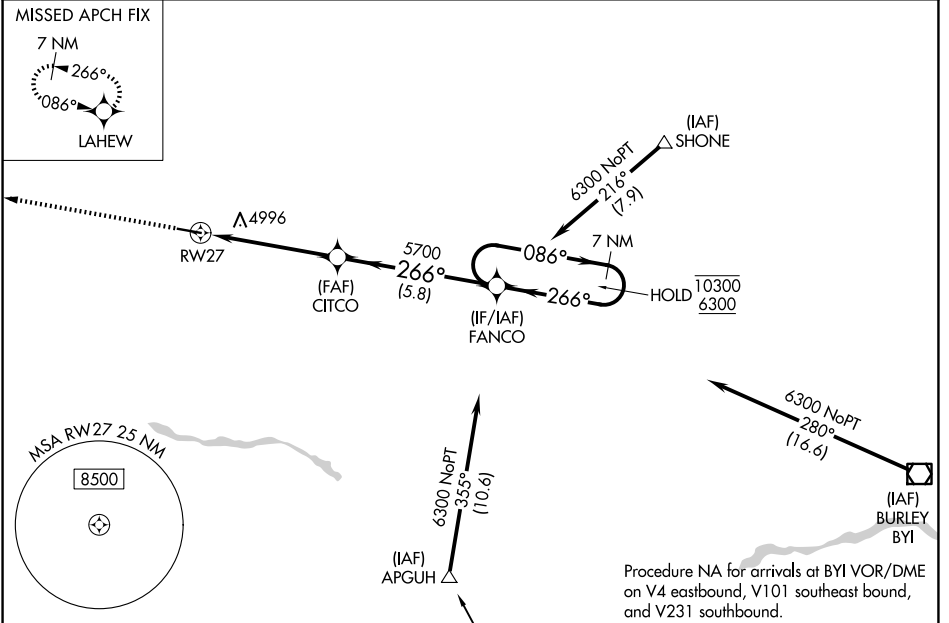 MISSED APCH FIX
7 NM
266°
086°
LAHEW
(IAF)
SHONE
6300 NoPT
216°
(7.9)
4996
RW27
(FAF)
CITCO
5700
266°
(5.8)
086°
7 NM
266°
HOLD
10300
6300
(IF/IAF)
FANCO
6300 NoPT
280°
(16.6)
(IAF)
BURLEY
BYI
MSA RW27 25 NM
8500
6300 NoPT
355°
(10.6)
(IAF)
APGUH
Procedure NA for arrivals at BYI VOR/DME
on V4 eastbound, V101 southeast bound,
and V231 southbound.